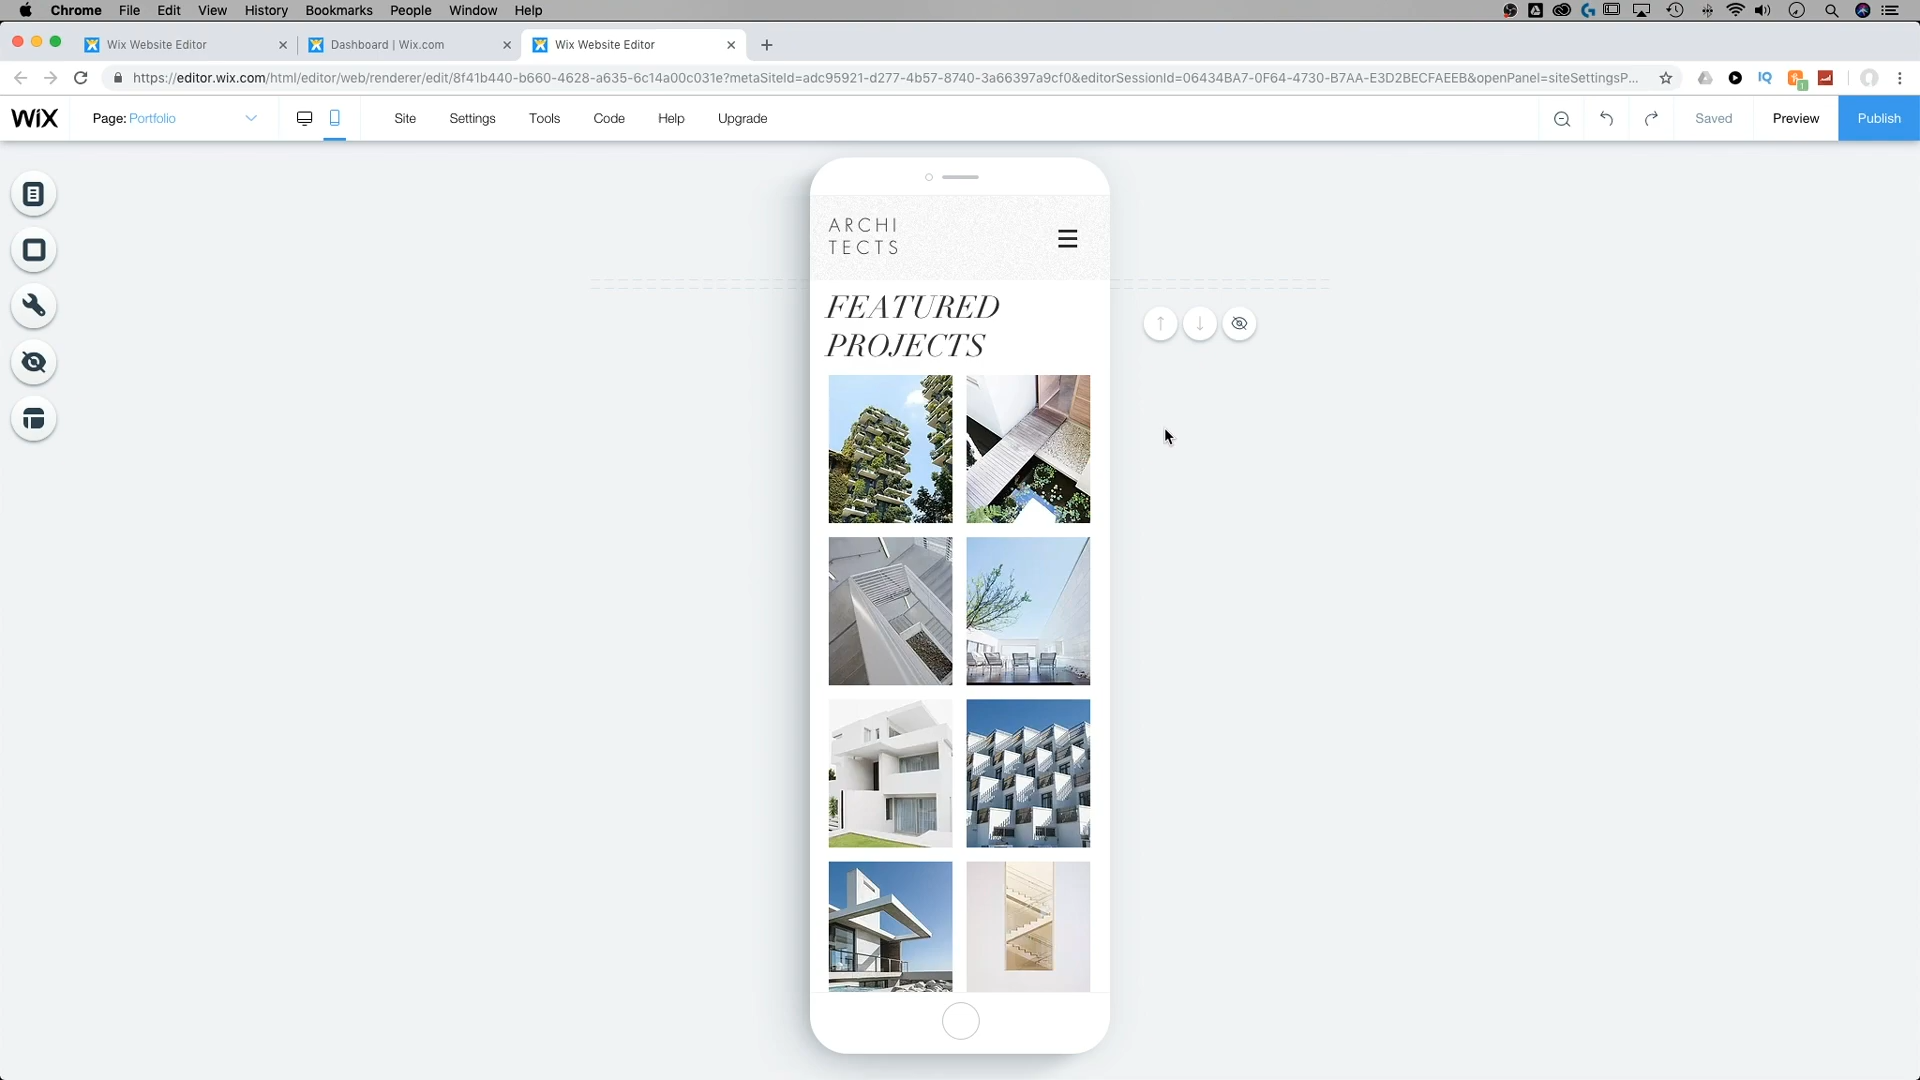 Chrome File Edit View History Bookmarks People Window Help
Wix Website Editor
Dashboard | Wix.com
Wix Website Editor
https://editor.wix.com/html/editor/web/renderer/edit/8f41b440-b660-4628-a635-6c14a00c031e?metaSiteId=adc95921-d277-4b57-8740-3a66397a9cf0&editorSessionId=06434BA7-0F64-4730-B7AA-E3D2BECFAEEB&openPanel=siteSettingsP...
IQ
1
WiX Page: Portfolio Site Settings Tools Code Help Upgrade Saved Preview Publish
ARCHI
TECTS
FEATURED
PROJECTS